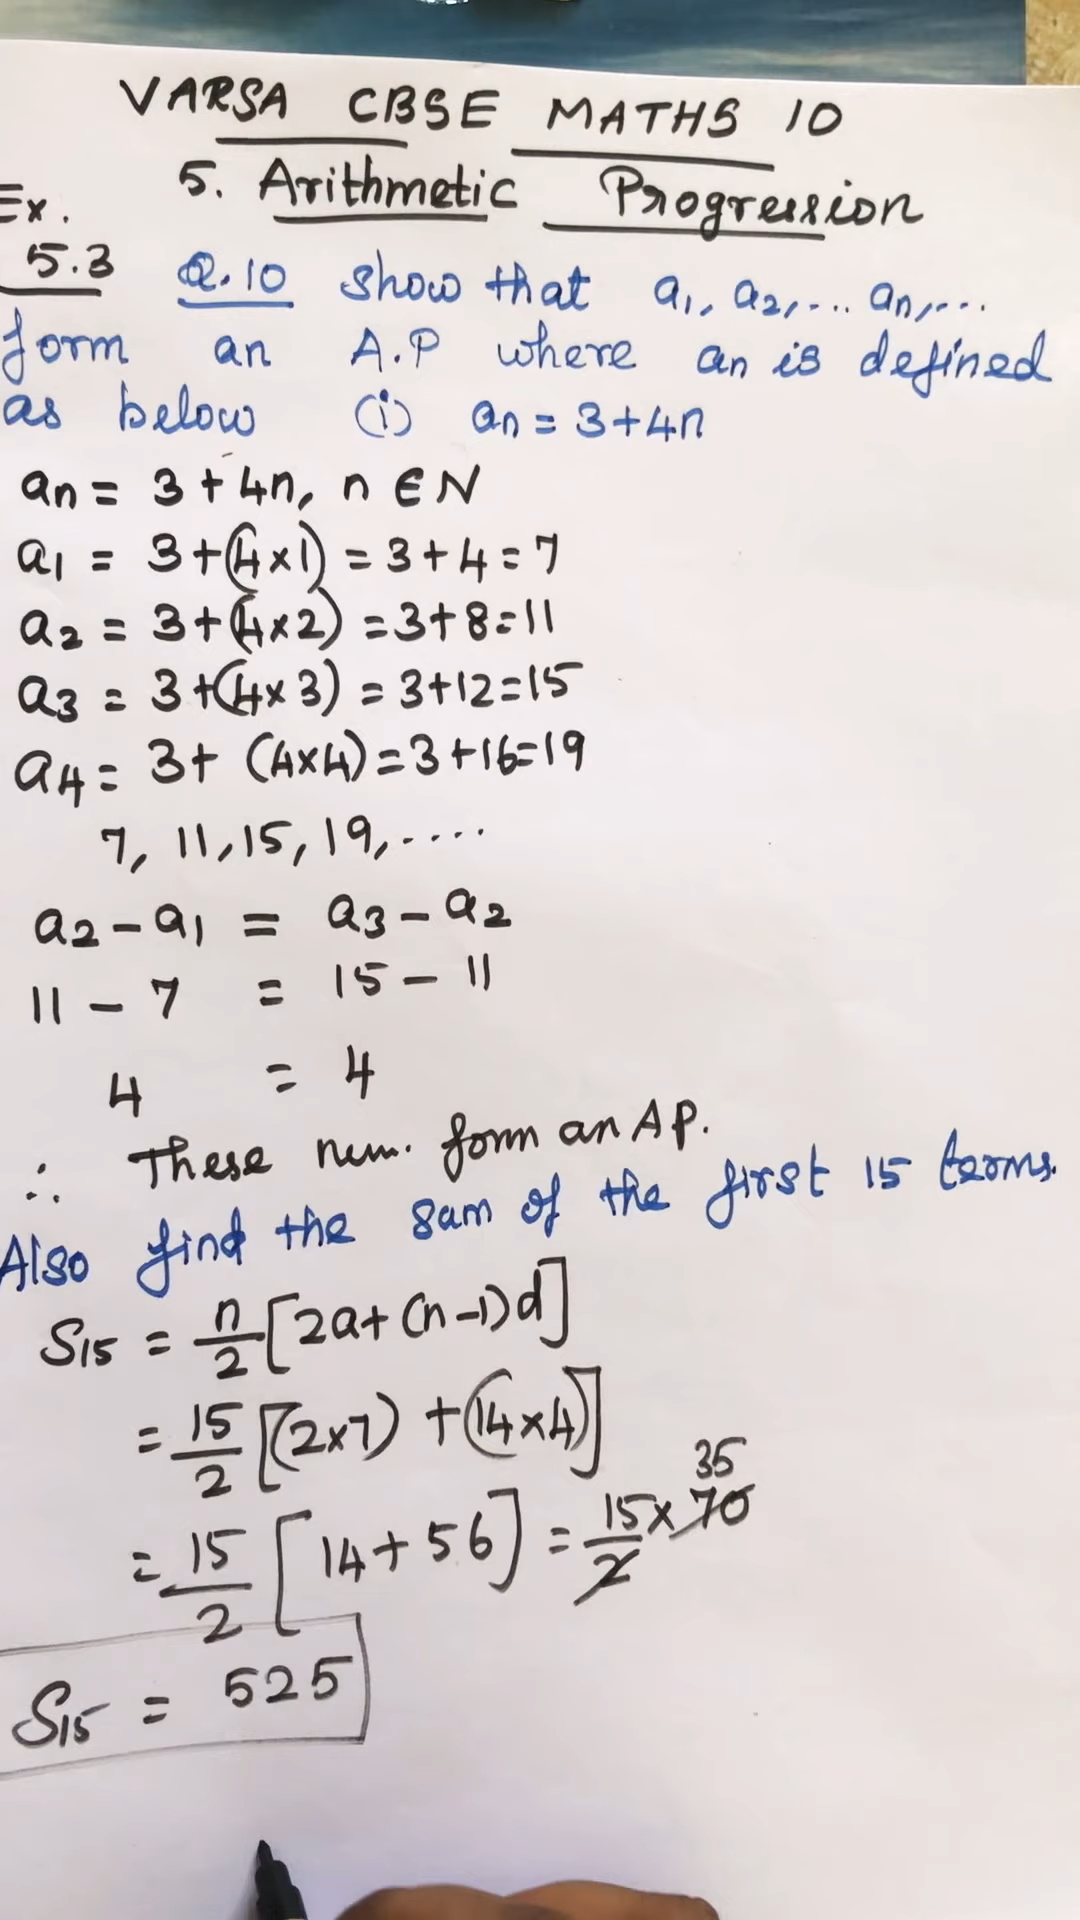 VARSA CBSE MATHS 10
5. Arithmetic Progression
Ex.
5.3 Q.10 show that a₁, a₂,... aₙ,...
form an A.P where aₙ is defined
as below (i) aₙ = 3+4n
aₙ = 3+4n, n ∈ N
a₁ = 3+(4×1) = 3+4=7
a₂ = 3+(4×2) =3+8=11
a₃ = 3+(4×3) = 3+12=15
a₄ = 3+ (4×4)=3+16=19
7, 11, 15, 19, ....
a₂-a₁ = a₃-a₂
11-7 = 15-11
4 = 4
∴ These num. form an AP.
Also find the sum of the first 15 terms.
S₁₅ = n/2 [2a+(n-1)d]
= 15/2 [(2×7) +(14×4)]
= 15/2 [14+56] = 15/2 × 70 35
S₁₅ = 525